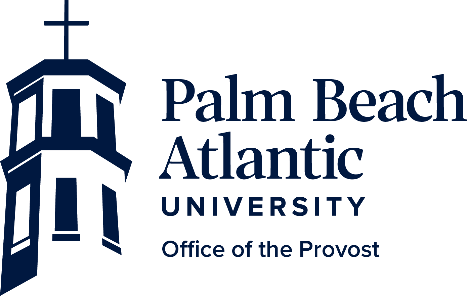 Palm Beach
Atlantic
UNIVERSITY
Office of the Provost